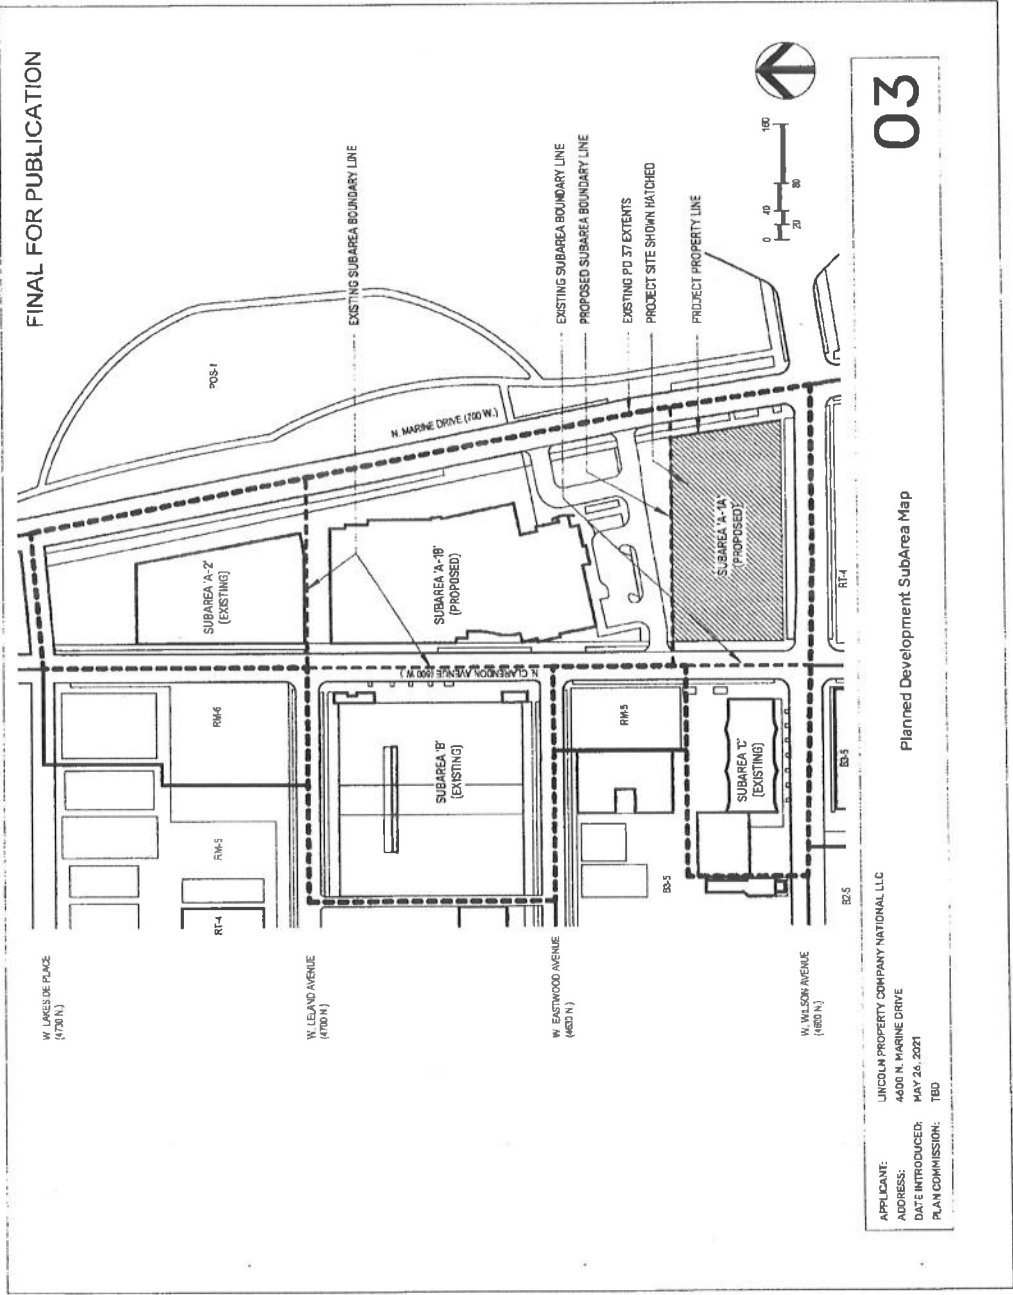 FINAL FOR PUBLICATION
W. LAKESIDE PLACE
(4730 N.)
W. LELAND AVENUE
(4700 N.)
W. EASTWOOD AVENUE
(4630 N.)
W. WILSON AVENUE
(4600 N.)
RT-4
RM-5
RM-6
SUBAREA 'A-2'
(EXISTING)
POS-1
N. MARINE DRIVE (700 W.)
N. CLARENDON AVENUE (800 W.)
SUBAREA 'B'
(EXISTING)
SUBAREA 'A-1B'
(PROPOSED)
EXISTING SUBAREA BOUNDARY LINE
B3-5
RM-5
SUBAREA 'C'
(EXISTING)
SUBAREA 'A-1A'
(PROPOSED)
EXISTING SUBAREA BOUNDARY LINE
PROPOSED SUBAREA BOUNDARY LINE
EXISTING PD 37 EXTENTS
PROJECT SITE SHOWN HATCHED
PROJECT PROPERTY LINE
B2-5
B3-5
RT-4
0 20 40 80 160
APPLICANT: LINCOLN PROPERTY COMPANY NATIONAL LLC
ADDRESS: 4600 N. MARINE DRIVE
DATE INTRODUCED: MAY 26, 2021
PLAN COMMISSION: TBD
Planned Development SubArea Map
03